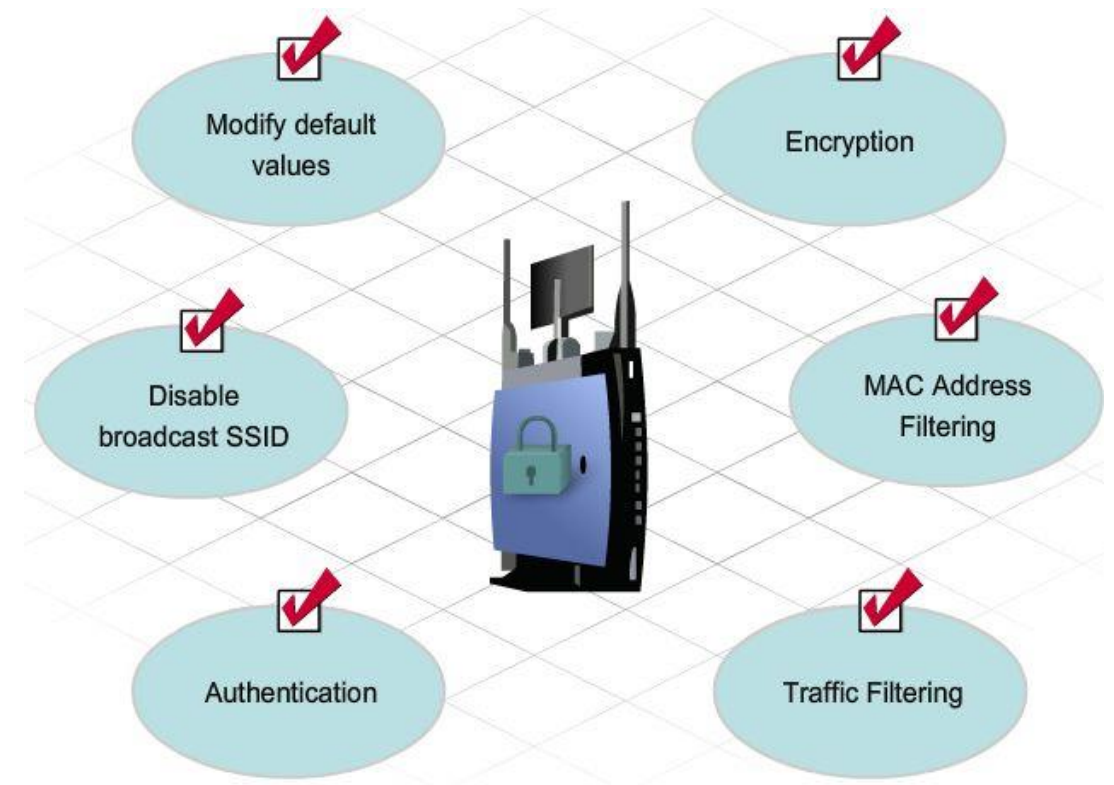 Modify default
values
Encryption
Disable
broadcast SSID
MAC Address
Filtering
Authentication
Traffic Filtering